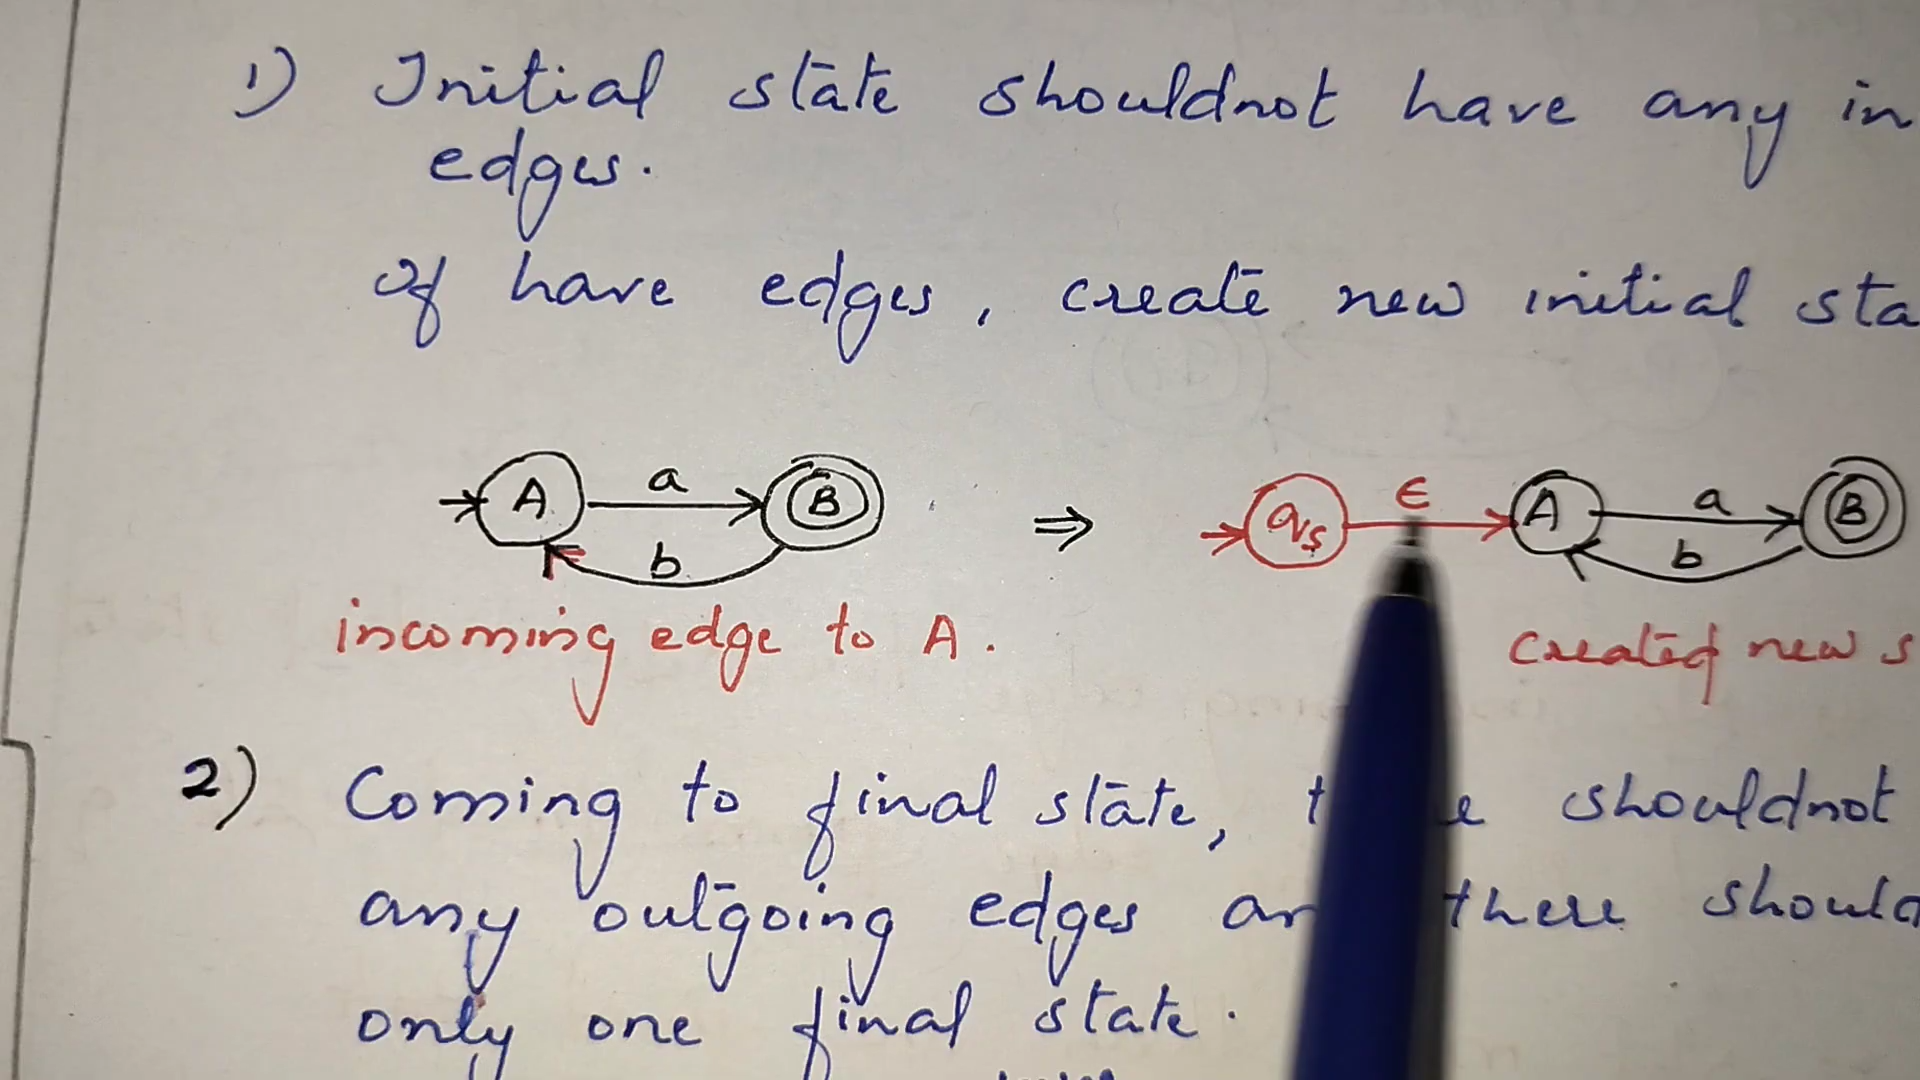 1) Initial state shouldnot have any in
edges.
If have edges, create new initial sta
→ A a B b ⇒ → qs ϵ A a B b
incoming edge to A. created new s
2) Coming to final state, shouldnot
any outgoing edges there should
only one final state.